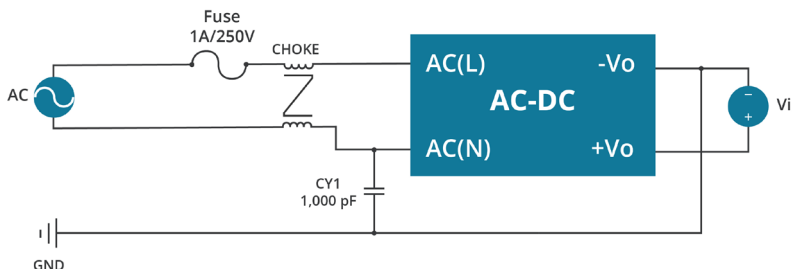 Fuse
1A/250V
CHOKE
AC
AC(L)
-Vo
AC-DC
Vi
AC(N)
+Vo
CY1
1,000 pF
GND